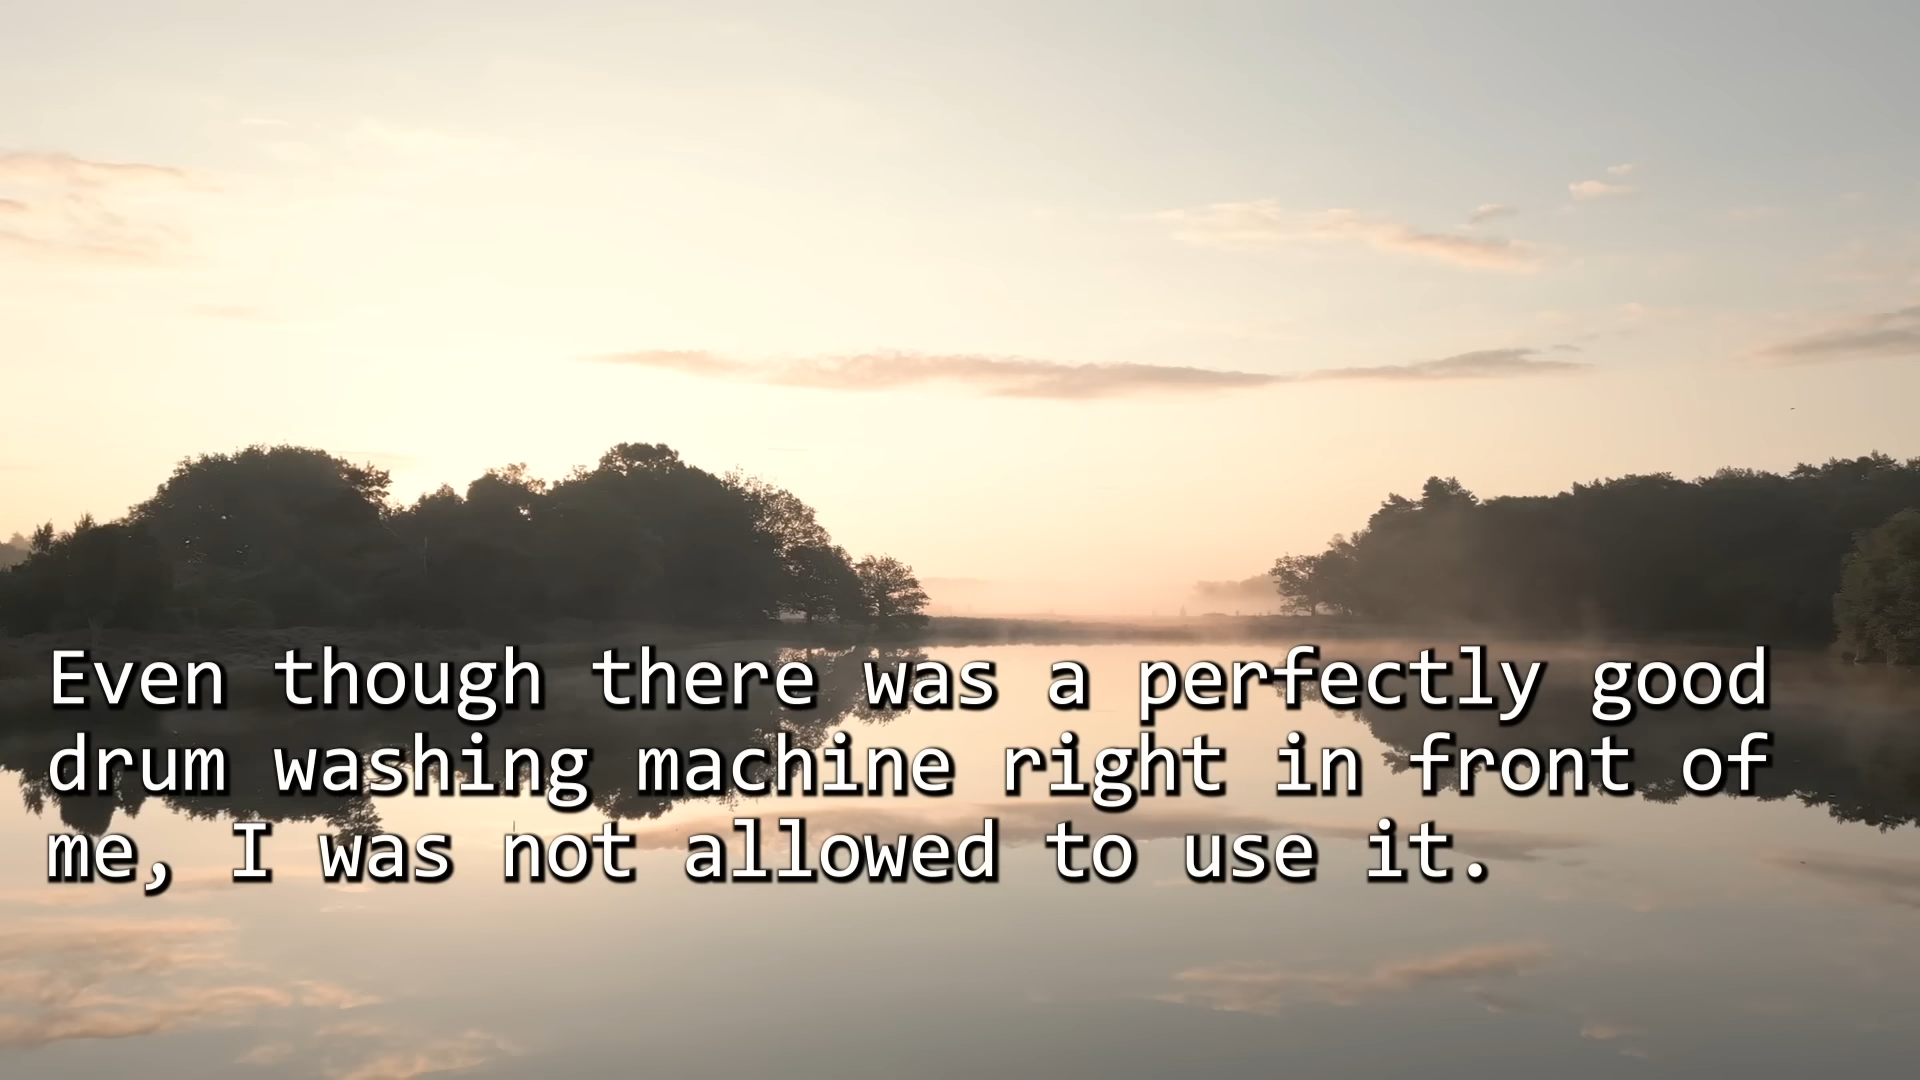 Even though there was a perfectly good
drum washing machine right in front of
me, I was not allowed to use it.